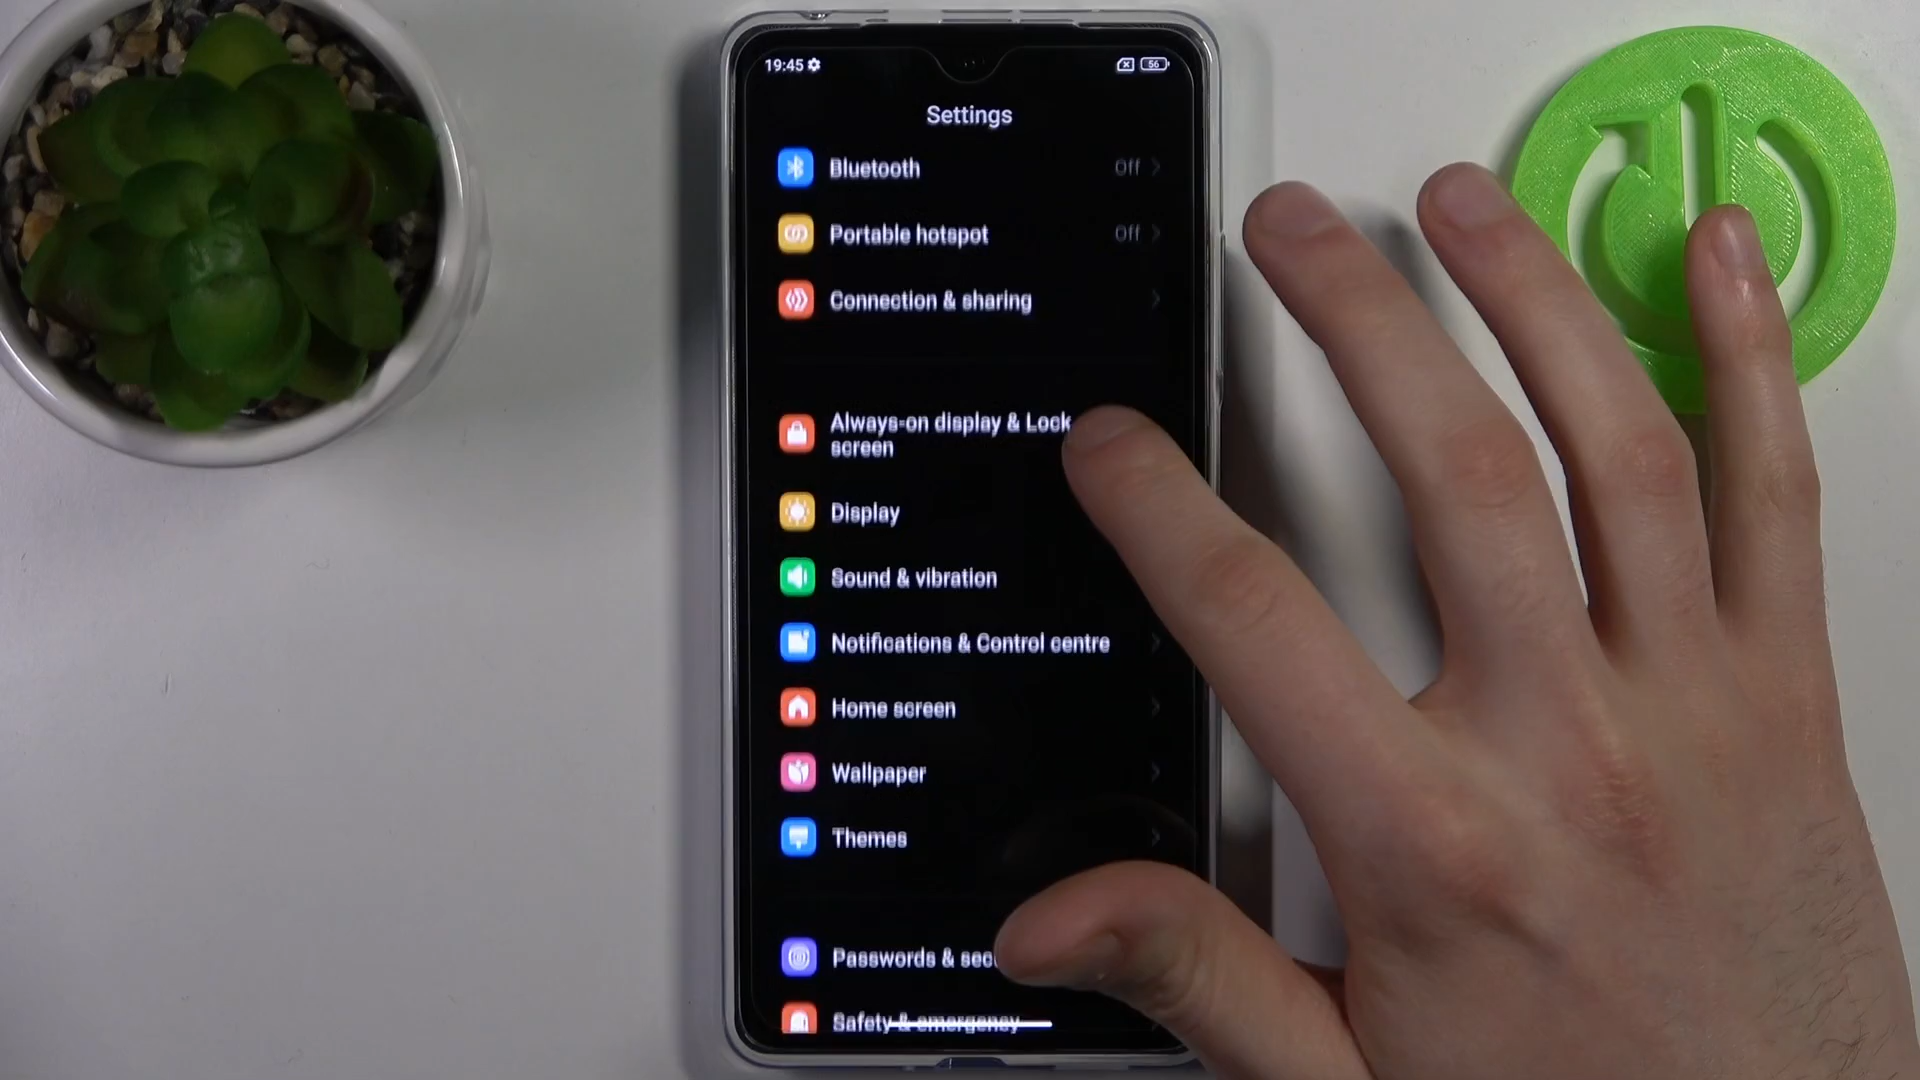 19:45
56
Settings
Bluetooth Off
Portable hotspot Off
Connection & sharing
Always-on display & Lock
screen
Display
Sound & vibration
Notifications & Control centre
Home screen
Wallpaper
Themes
Passwords &
Safety & emergency